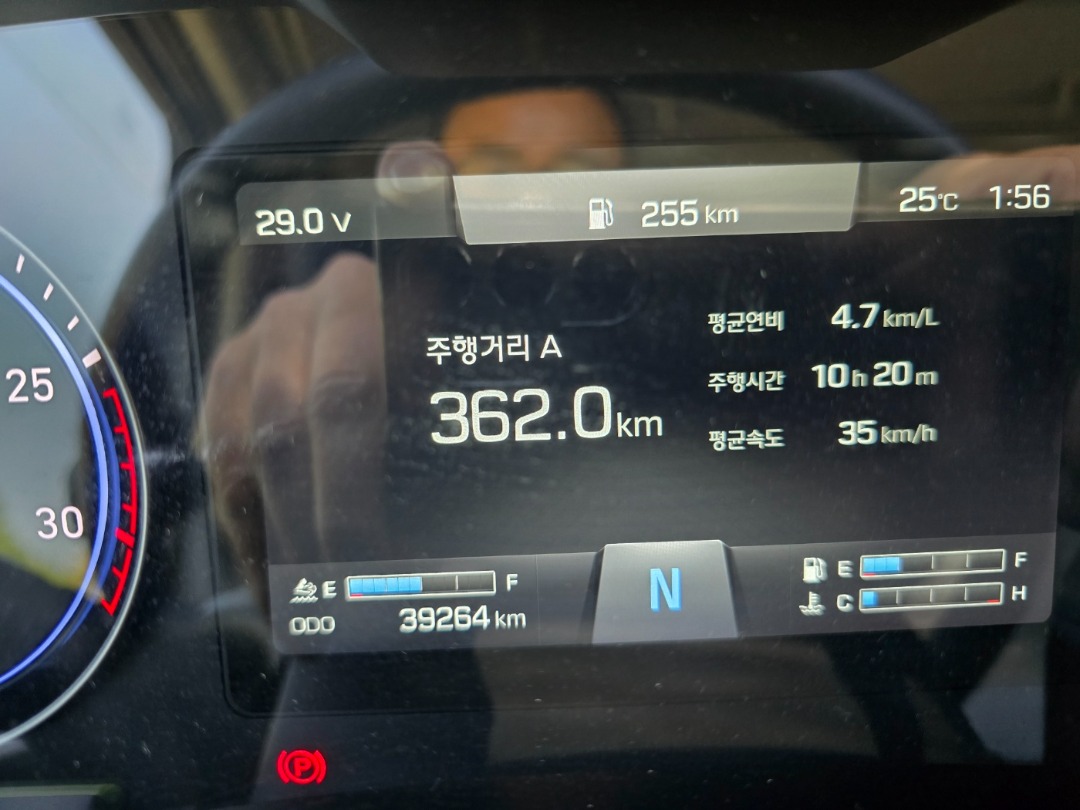 29.0 V
255 km
25°C 1:56
25
30
주행거리 A
362.0 km
평균연비 4.7 km/L
주행시간 10 h 20 m
평균속도 35 km/h
E F
ODO 39264 km
N
E F
C H
P